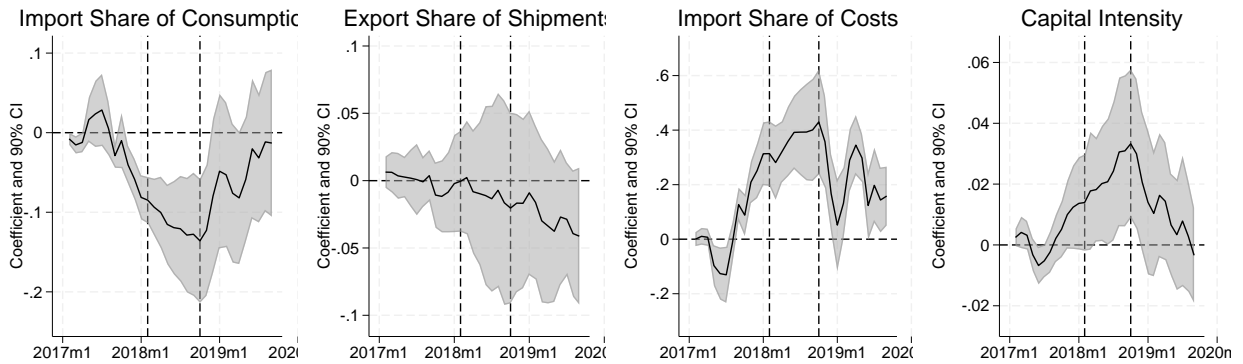 Import Share of Consumptic
Coefficient and 90% CI
.1
0
-.1
-.2
2017m1 2018m1 2019m1 202(
Export Share of Shipments
Coefficient and 90% CI
.1
.05
0
-.05
-.1
2017m1 2018m1 2019m1 202(
Import Share of Costs
Coefficient and 90% CI
.6
.4
.2
0
-.2
2017m1 2018m1 2019m1 202(
Capital Intensity
Coefficient and 90% CI
.06
.04
.02
0
-.02
2017m1 2018m1 2019m1 2020n